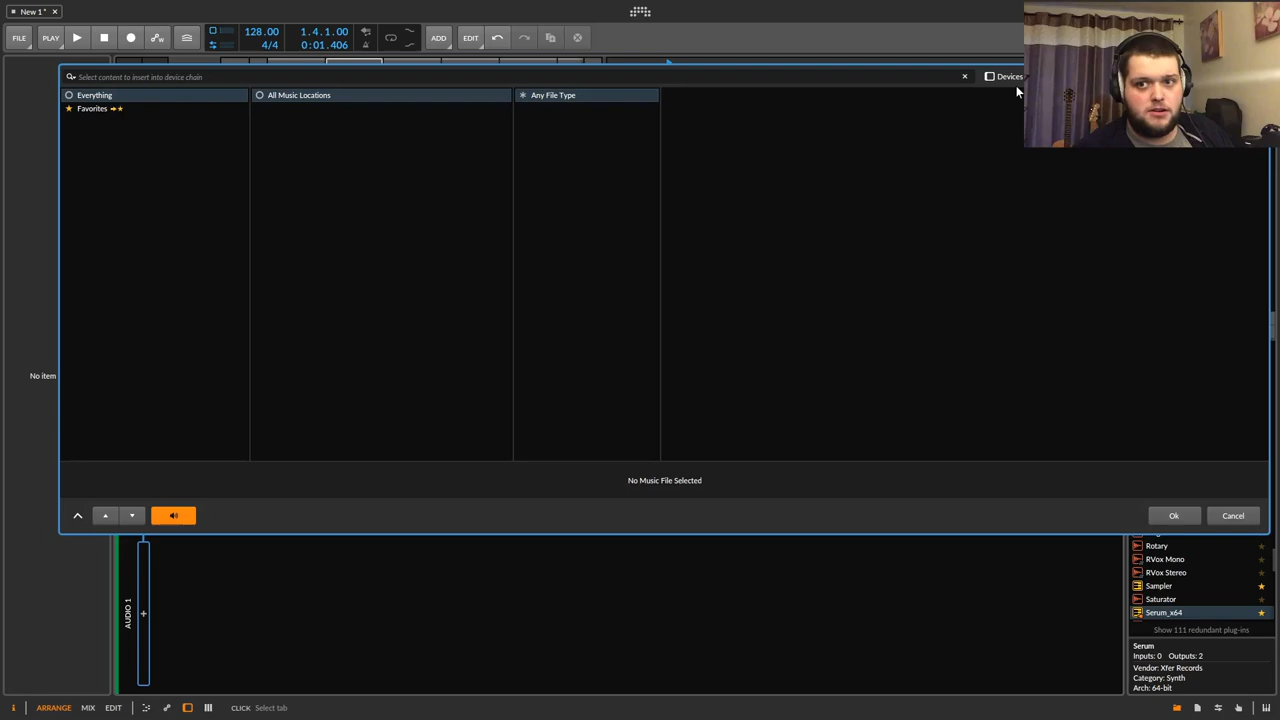 New 1 *
FILE
PLAY
128.00
4/4
1.4.1.00
0:01.406
ADD
EDIT
Select content to insert into device chain
Devices
Everything
All Music Locations
Any File Type
Favorites
No item
No Music File Selected
Ok
Cancel
AUDIO 1
Rotary
RVox Mono
RVox Stereo
Sampler
Saturator
Serum_x64
Show 111 redundant plug-ins
Serum
Inputs: 0 Outputs: 2
Vendor: Xfer Records
Category: Synth
Arch: 64-bit
ARRANGE
MIX
EDIT
CLICK Select tab